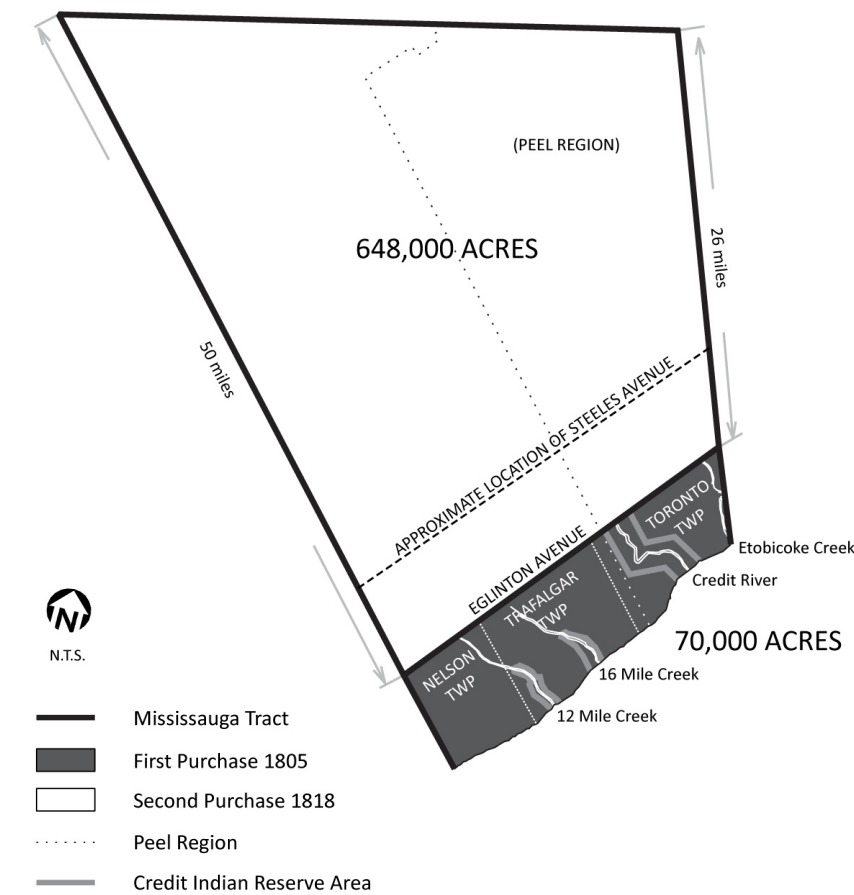 (PEEL REGION)
648,000 ACRES
26 miles
50 miles
APPROXIMATE LOCATION OF STEELES AVENUE
EGLINTON AVENUE
TORONTO
TWP
TRAFALGAR
TWP
NELSON
TWP
Etobicoke Creek
Credit River
70,000 ACRES
16 Mile Creek
12 Mile Creek
N
N.T.S.
Mississauga Tract
First Purchase 1805
Second Purchase 1818
Peel Region
Credit Indian Reserve Area